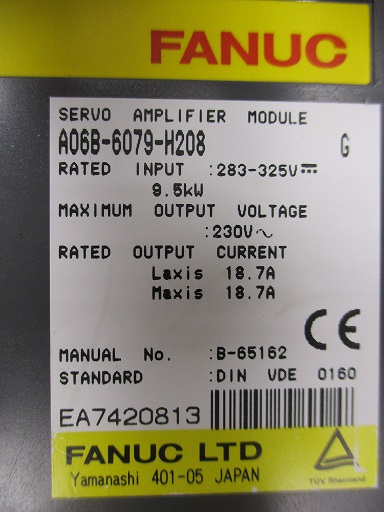 FANUC
SERVO AMPLIFIER MODULE
A06B-6079-H208 G
RATED INPUT :283-325V⎓
9.5kW
MAXIMUM OUTPUT VOLTAGE
:230V～
RATED OUTPUT CURRENT
Laxis 18.7A
Maxis 18.7A
CE
MANUAL No. :B-65162
STANDARD :DIN VDE 0160
EA7420813
FANUC LTD
Yamanashi 401-05 JAPAN
TÜV Rheinland